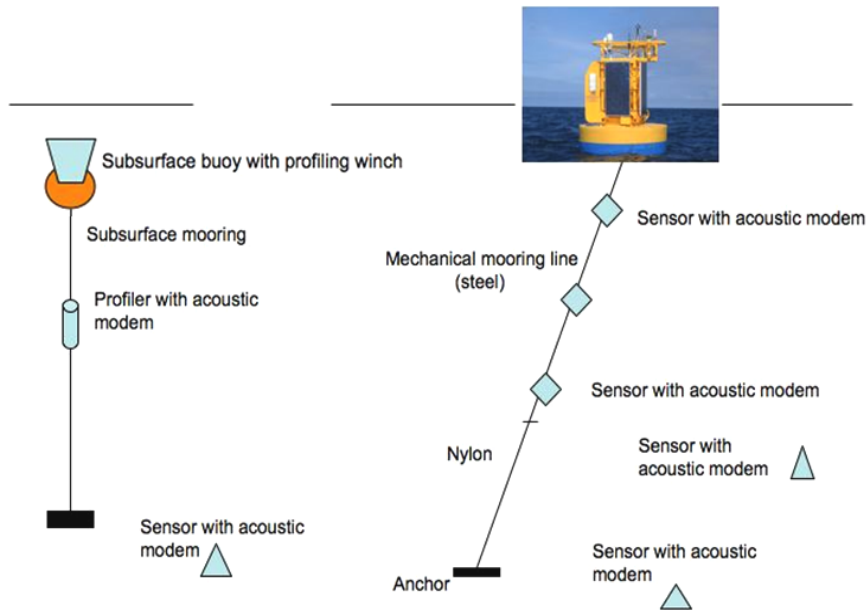 Subsurface buoy with profiling winch
Subsurface mooring
Profiler with acoustic
modem
Sensor with acoustic
modem
Sensor with acoustic modem
Mechanical mooring line
(steel)
Sensor with acoustic modem
Nylon
Sensor with
acoustic modem
Sensor with acoustic
modem
Anchor